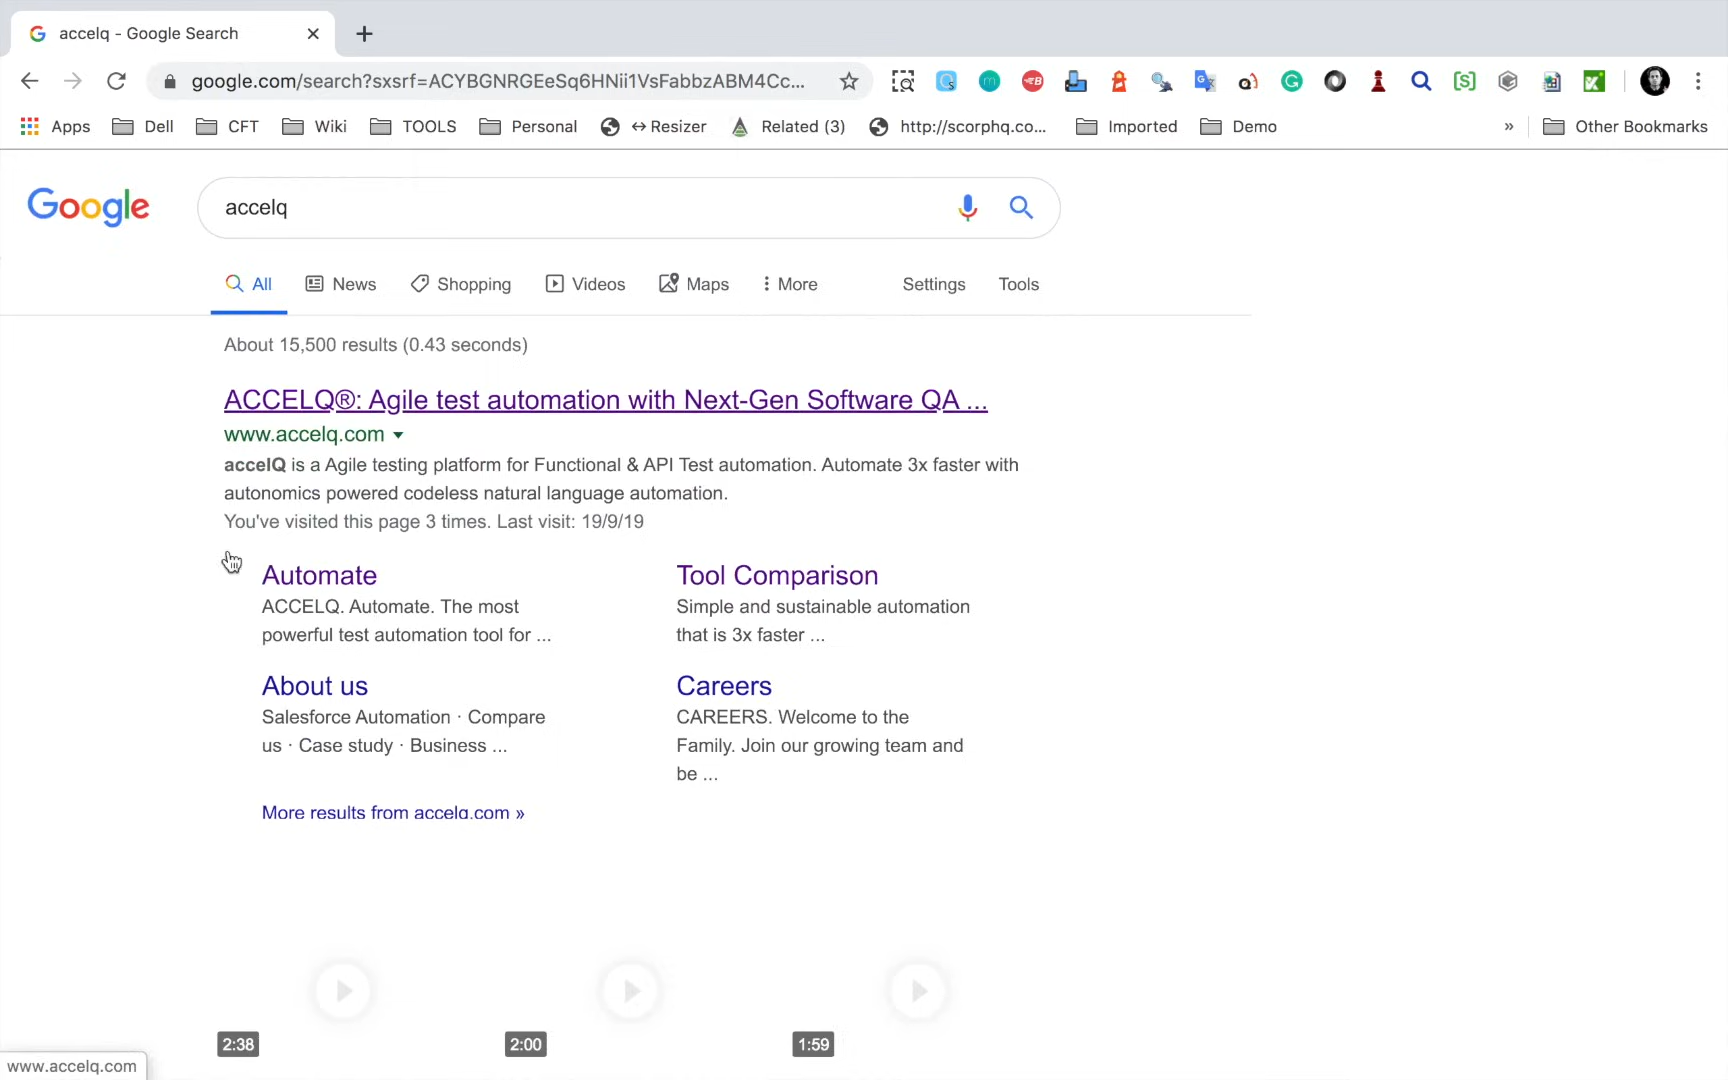 accelq - Google Search
google.com/search?sxsrf=ACYBGNRGEeSq6HNii1VsFabbzABM4Cc...
Apps Dell CFT Wiki TOOLS Personal ↔Resizer Related (3) http://scorphq.co... Imported Demo » Other Bookmarks
Google accelq
All News Shopping Videos Maps More Settings Tools
About 15,500 results (0.43 seconds)
ACCELQ®: Agile test automation with Next-Gen Software QA ...
www.accelq.com
accelQ is a Agile testing platform for Functional & API Test automation. Automate 3x faster with
autonomics powered codeless natural language automation.
You've visited this page 3 times. Last visit: 19/9/19
Automate
ACCELQ. Automate. The most
powerful test automation tool for ...
Tool Comparison
Simple and sustainable automation
that is 3x faster ...
About us
Salesforce Automation · Compare
us · Case study · Business ...
Careers
CAREERS. Welcome to the
Family. Join our growing team and
be ...
More results from accelq.com »
2:38 2:00 1:59
www.accelq.com